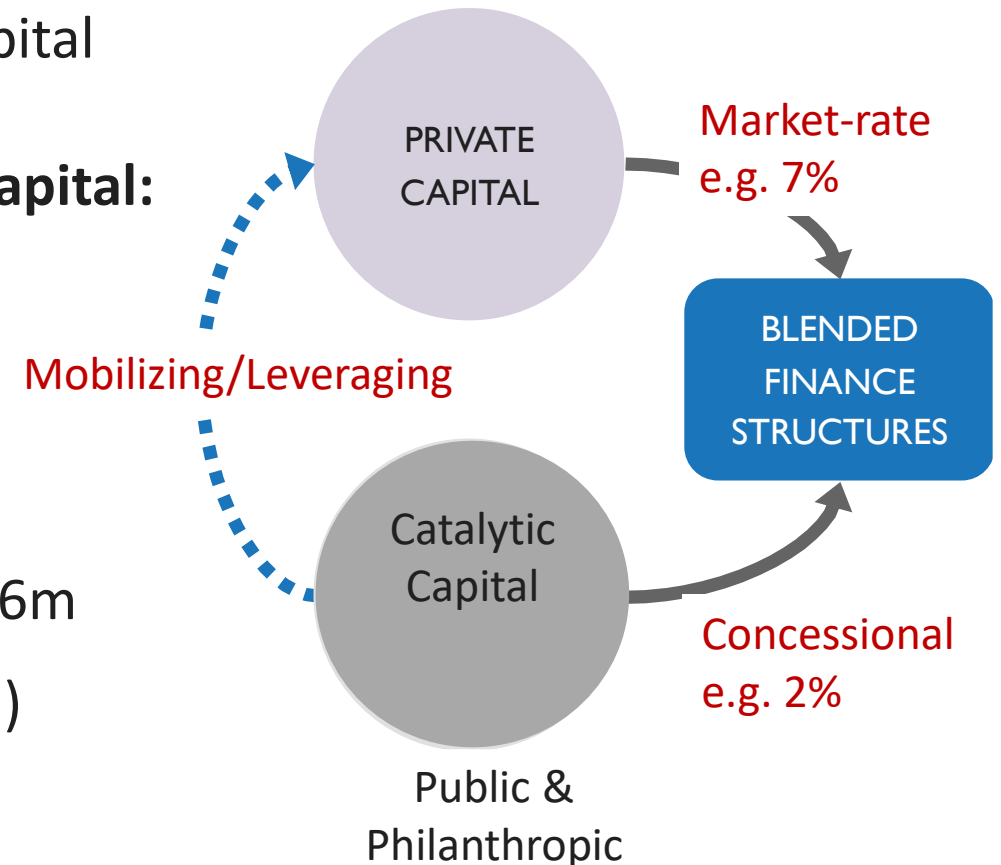 pital
apital:
6m
)
PRIVATE
CAPITAL
Market-rate
e.g. 7%
Mobilizing/Leveraging
BLENDED
FINANCE
STRUCTURES
Catalytic
Capital
Concessional
e.g. 2%
Public &
Philanthropic